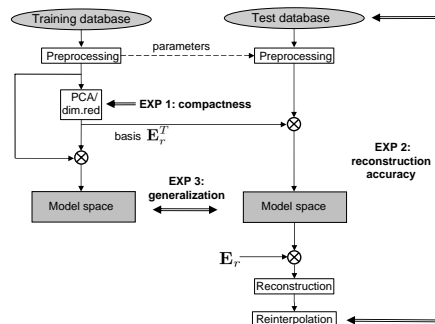 Training database
Test database
Preprocessing
parameters
Preprocessing
PCA/
dim.red
EXP 1: compactness
basis E_r^T
EXP 2:
reconstruction
accuracy
EXP 3:
generalization
Model space
Model space
E_r
Reconstruction
Reinterpolation